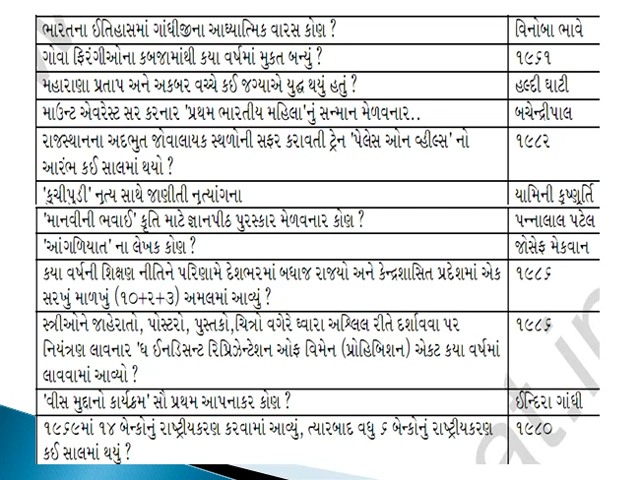 ભારતના ઈતિહાસમાં ગાંધીજીના આધ્યાત્મિક વારસ કોણ ? વિનોબા ભાવે
ગોવા ફિરંગીઓના કબજામાંથી કયા વર્ષમાં મુક્ત બન્યું ? ૧૯૬૧
મહારાણા પ્રતાપ અને અકબર વચ્ચે કઈ જગ્યાએ યુદ્ધ થયું હતું ? હલ્દી ઘાટી
માઉન્ટ એવરેસ્ટ સર કરનાર 'પ્રથમ ભારતીય મહિલા'નું સન્માન મેળવનાર.. બચેન્દ્રીપાલ
રાજસ્થાનના અદભુત જોવાલાયક સ્થળોની સફર કરાવતી ટ્રેન 'પેલેસ ઓન વ્હીલ્સ' નો ૧૯૮૨
આરંભ કઈ સાલમાં થયો ?
'કુચીપુડી' નૃત્ય સાથે જાણીતી નૃત્યાંગના યામિની કૃષ્ણૂર્તિ
'માનવીની ભવાઈ' કૃતિ માટે જ્ઞાનપીઠ પુરસ્કાર મેળવનાર કોણ ? પન્નાલાલ પટેલ
'આંગળિયાત' ના લેખક કોણ ? જોસેફ મેકવાન
કયા વર્ષની શિક્ષણ નીતિને પરિણામે દેશભરમાં બધાજ રાજયો અને કેન્દ્રશાસિત પ્રદેશમાં એક ૧૯૮૬
સરખું માળખું (૧૦+૨+૩) અમલમાં આવ્યું ?
સ્ત્રીઓને જાહેરાતો, પોસ્ટરો, પુસ્તકો,ચિત્રો વગેરે ઘ્વારા અશ્લિલ રીતે દર્શાવવા પર ૧૯૮૬
નિયંત્રણ લાવનાર 'ધ ઈનડિસન્ટ રિપ્રિઝેન્ટેશન ઓફ વિમેન (પ્રોહિબિશન) એકટ કયા વર્ષમાં
લાવવામાં આવ્યો ?
'વીસ મુદ્દાનો કાર્યક્રમ' સૌ પ્રથમ આપનાકર કોણ ? ઈન્દિરા ગાંધી
૧૯૬૯માં ૧૪ બેન્કોનું રાષ્ટ્રીયકરણ કરવામાં આવ્યું, ત્યારબાદ વધુ ૬ બેન્કોનું રાષ્ટ્રીયકરણ ૧૯૮૦
કઈ સાલમાં થયું ?